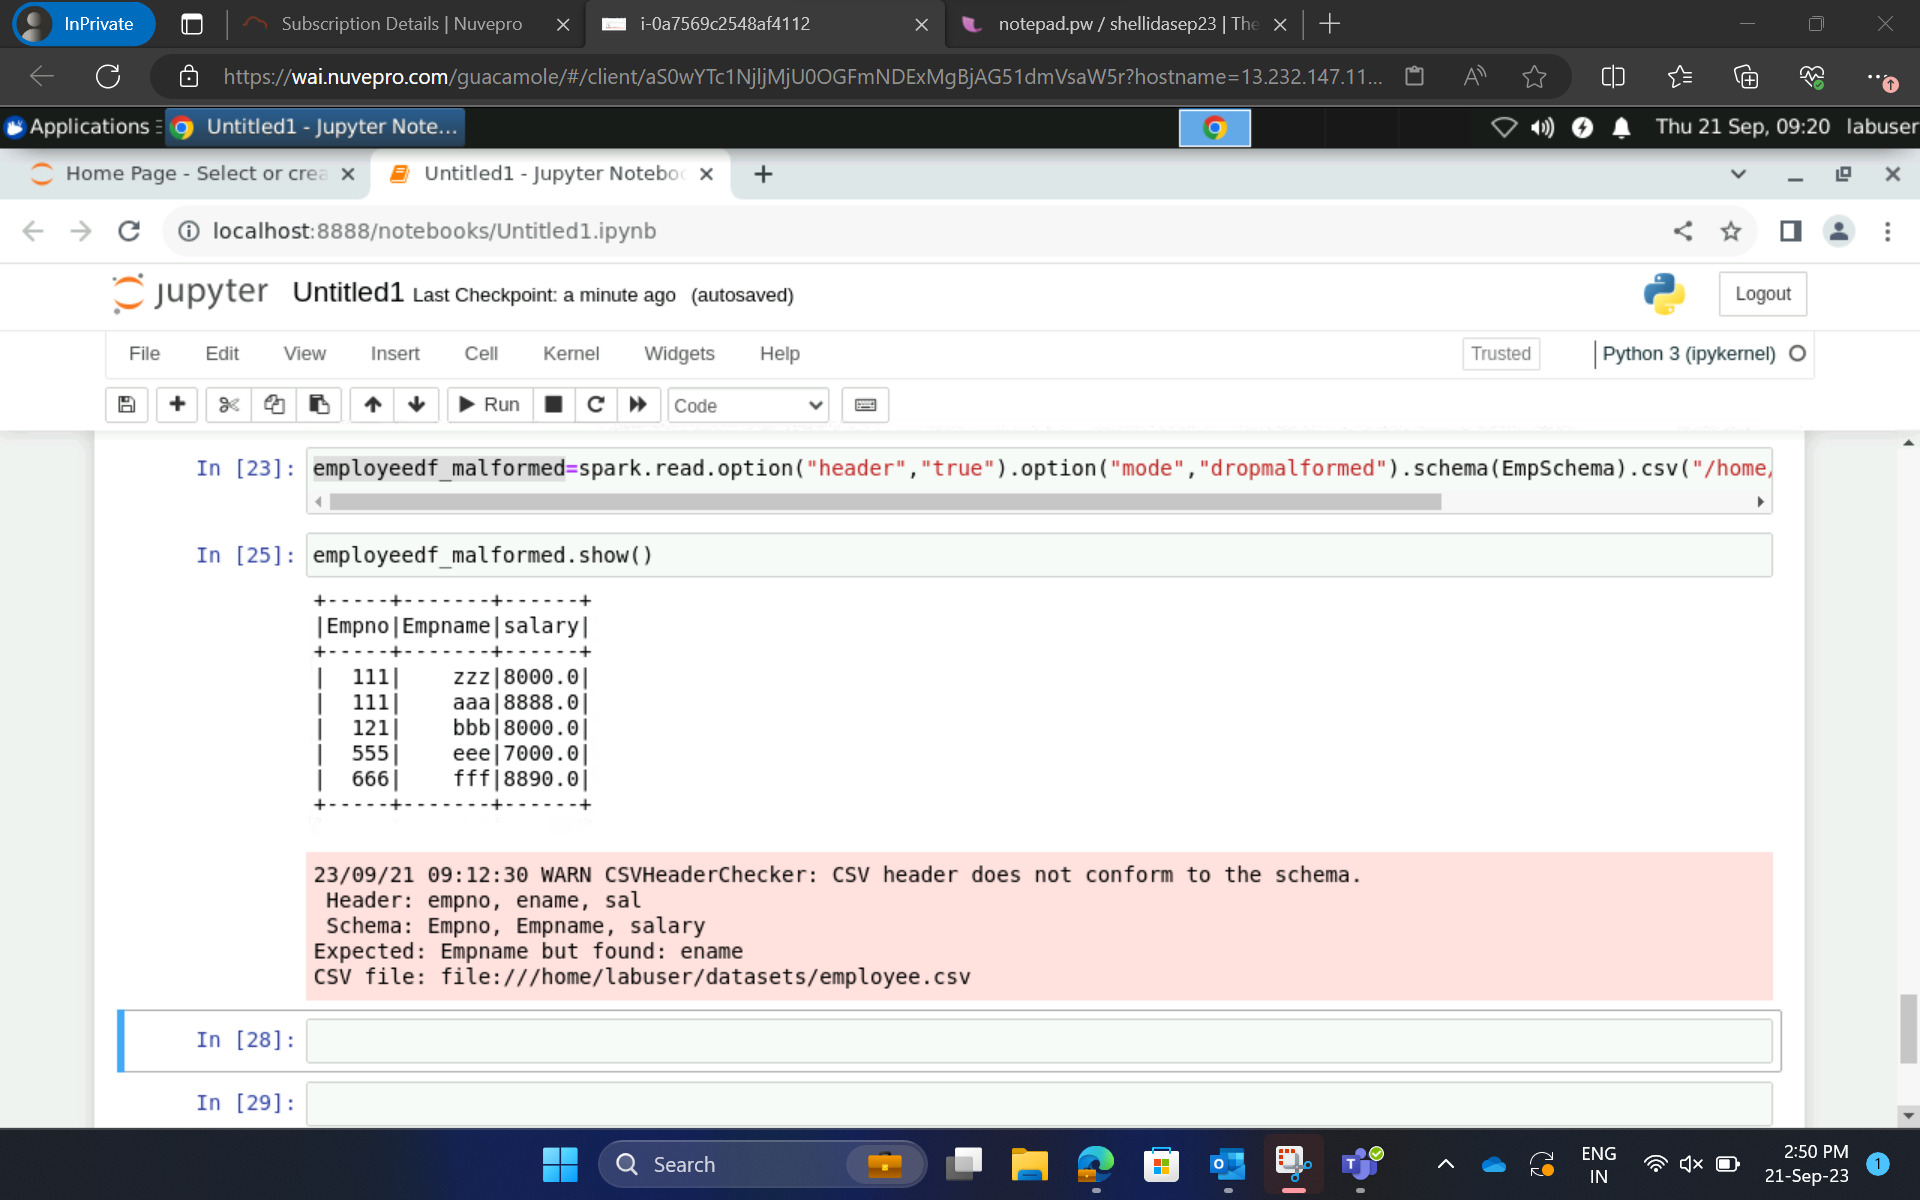 InPrivate
Subscription Details | Nuvepro
i-0a7569c2548af4112
notepad.pw / shellidasep23 | The
https://wai.nuvepro.com/guacamole/#/client/aS0wYTc1NjljMjU0OGFmNDExMgBjAG51dmVsaW5r?hostname=13.232.147.11...
Applications
Untitled1 - Jupyter Note...
Thu 21 Sep, 09:20
labuser
Home Page - Select or crea
Untitled1 - Jupyter Noteboo
localhost:8888/notebooks/Untitled1.ipynb
jupyter
Untitled1 Last Checkpoint: a minute ago (autosaved)
Logout
File Edit View Insert Cell Kernel Widgets Help
Trusted
Python 3 (ipykernel)
Run
Code
In [23]: employeedf_malformed=spark.read.option("header","true").option("mode","dropmalformed").schema(EmpSchema).csv("/home/
In [25]: employeedf_malformed.show()
+-----+-------+------+
|Empno|Empname|salary|
+-----+-------+------+
|  111|    zzz|8000.0|
|  111|    aaa|8888.0|
|  121|    bbb|8000.0|
|  555|    eee|7000.0|
|  666|    fff|8890.0|
+-----+-------+------+
23/09/21 09:12:30 WARN CSVHeaderChecker: CSV header does not conform to the schema.
Header: empno, ename, sal
Schema: Empno, Empname, salary
Expected: Empname but found: ename
CSV file: file:///home/labuser/datasets/employee.csv
In [28]:
In [29]:
Search
ENG
IN
2:50 PM
21-Sep-23
1